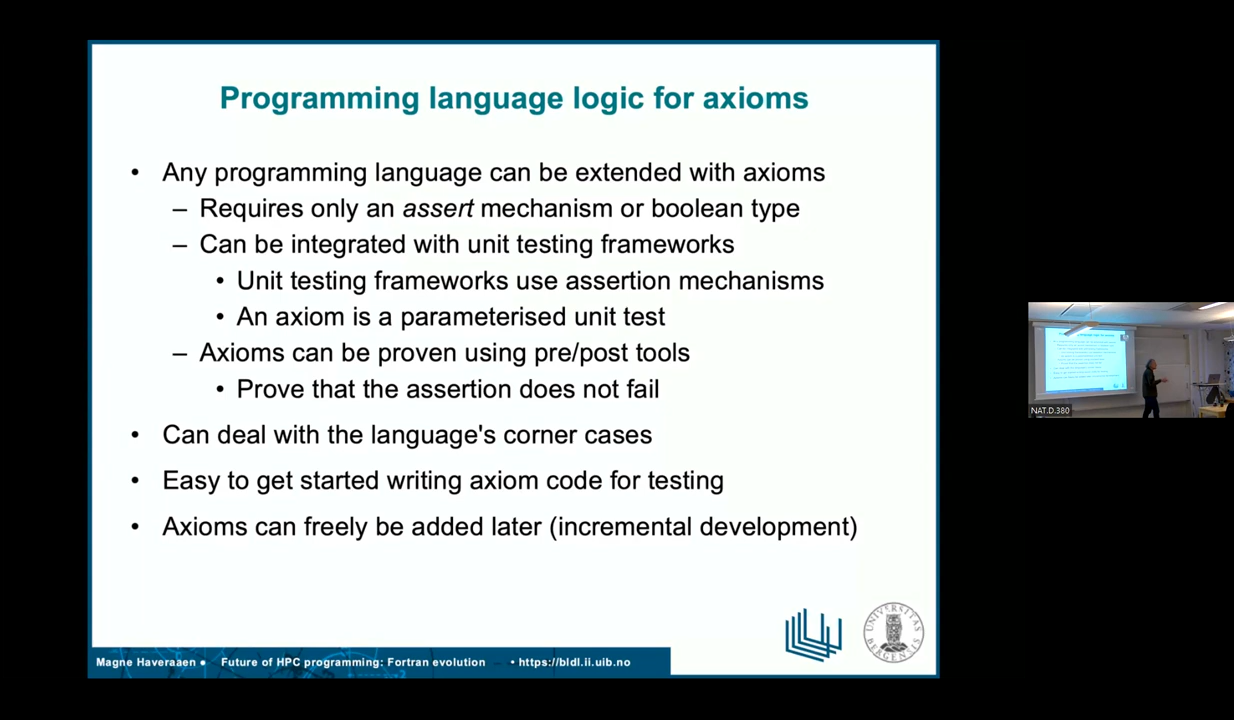 Programming language logic for axioms
• Any programming language can be extended with axioms
– Requires only an assert mechanism or boolean type
– Can be integrated with unit testing frameworks
• Unit testing frameworks use assertion mechanisms
• An axiom is a parameterised unit test
– Axioms can be proven using pre/post tools
• Prove that the assertion does not fail
• Can deal with the language's corner cases
• Easy to get started writing axiom code for testing
• Axioms can freely be added later (incremental development)
UNIVERSITAS BERGENSIS
Magne Haveraaen • Future of HPC programming: Fortran evolution • https://bldl.ii.uib.no
NAT.D.380